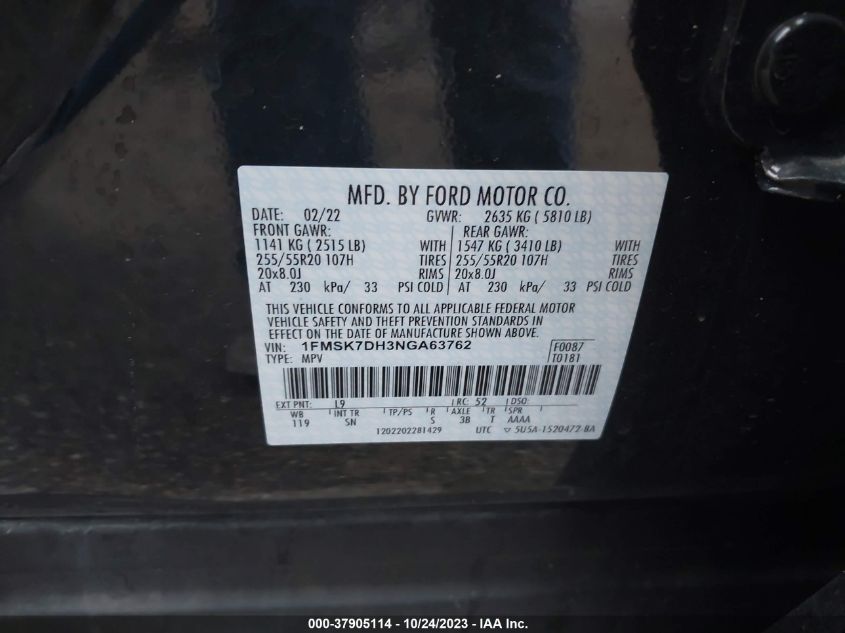 MFD. BY FORD MOTOR CO.
DATE: 02/22 GVWR: 2635 KG ( 5810 LB)
FRONT GAWR: REAR GAWR:
1141 KG ( 2515 LB) WITH 1547 KG ( 3410 LB) WITH
255/55R20 107H TIRES 255/55R20 107H TIRES
20x8.0J RIMS 20x8.0J RIMS
AT 230 kPa/ 33 PSI COLD AT 230 kPa/ 33 PSI COLD
THIS VEHICLE CONFORMS TO ALL APPLICABLE FEDERAL MOTOR
VEHICLE SAFETY AND THEFT PREVENTION STANDARDS IN
EFFECT ON THE DATE OF MANUFACTURE SHOWN ABOVE.
VIN: 1FMSK7DH3NGA63762 F0087
TYPE: MPV T0181
EXT PNT: L9 RC: 52 DSO:
WB INT TR TP/PS R AXLE TR SPR
119 SN S 3B T AAAA
1202202281429 UTC ▽ 5U5A-1520472-BA
000-37905114 - 10/24/2023 - IAA Inc.